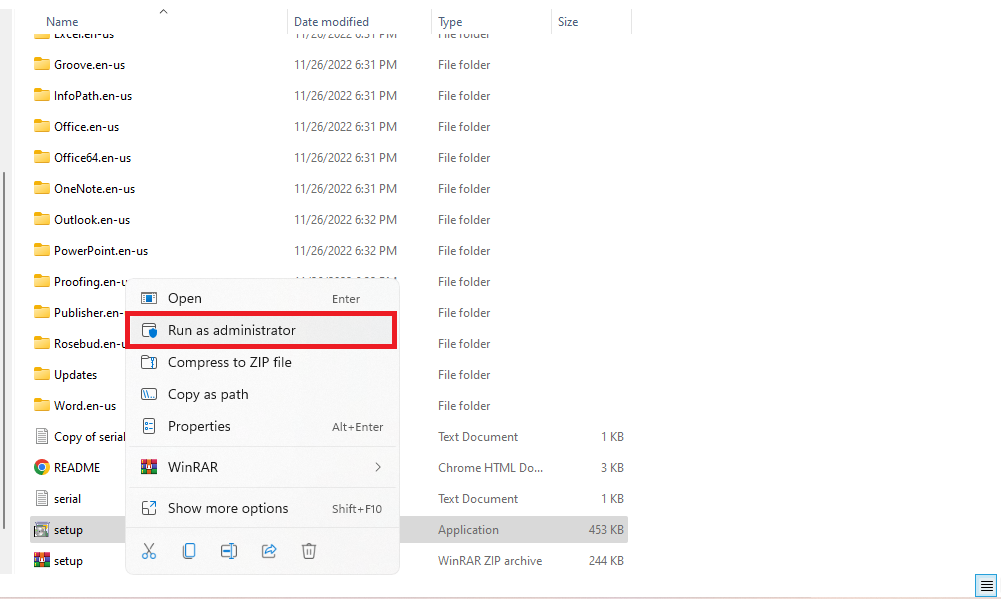 Name Date modified Type Size
Excel.en-us 11/26/2022 6:31 PM File folder
Groove.en-us 11/26/2022 6:31 PM File folder
InfoPath.en-us 11/26/2022 6:31 PM File folder
Office.en-us 11/26/2022 6:31 PM File folder
Office64.en-us 11/26/2022 6:31 PM File folder
OneNote.en-us 11/26/2022 6:31 PM File folder
Outlook.en-us 11/26/2022 6:32 PM File folder
PowerPoint.en-us 11/26/2022 6:32 PM File folder
Proofing.en-u File folder
Publisher.en- File folder
Rosebud.en-u File folder
Updates File folder
Word.en-us File folder
Copy of serial Text Document 1 KB
README Chrome HTML Do... 3 KB
serial Text Document 1 KB
setup Application 453 KB
setup WinRAR ZIP archive 244 KB
Open Enter
Run as administrator
Compress to ZIP file
Copy as path
Properties Alt+Enter
WinRAR
Show more options Shift+F10